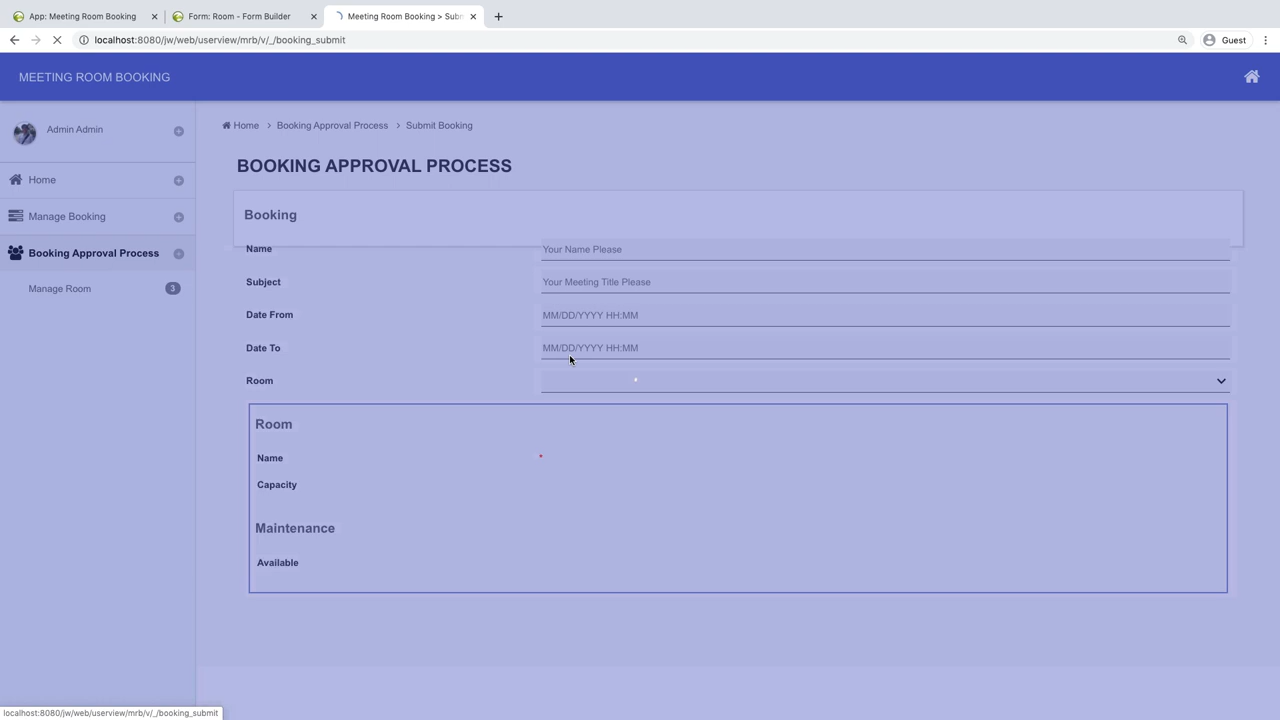 App: Meeting Room Booking
Form: Room - Form Builder
Meeting Room Booking > Subm
localhost:8080/jw/web/userview/mrb/v/_/booking_submit
Guest
MEETING ROOM BOOKING
Admin Admin
Home
Manage Booking
Booking Approval Process
Manage Room 3
Home > Booking Approval Process > Submit Booking
BOOKING APPROVAL PROCESS
Booking
Name Your Name Please
Subject Your Meeting Title Please
Date From MM/DD/YYYY HH:MM
Date To MM/DD/YYYY HH:MM
Room
Room
Name *
Capacity
Maintenance
Available
localhost:8080/jw/web/userview/mrb/v/_/booking_submit